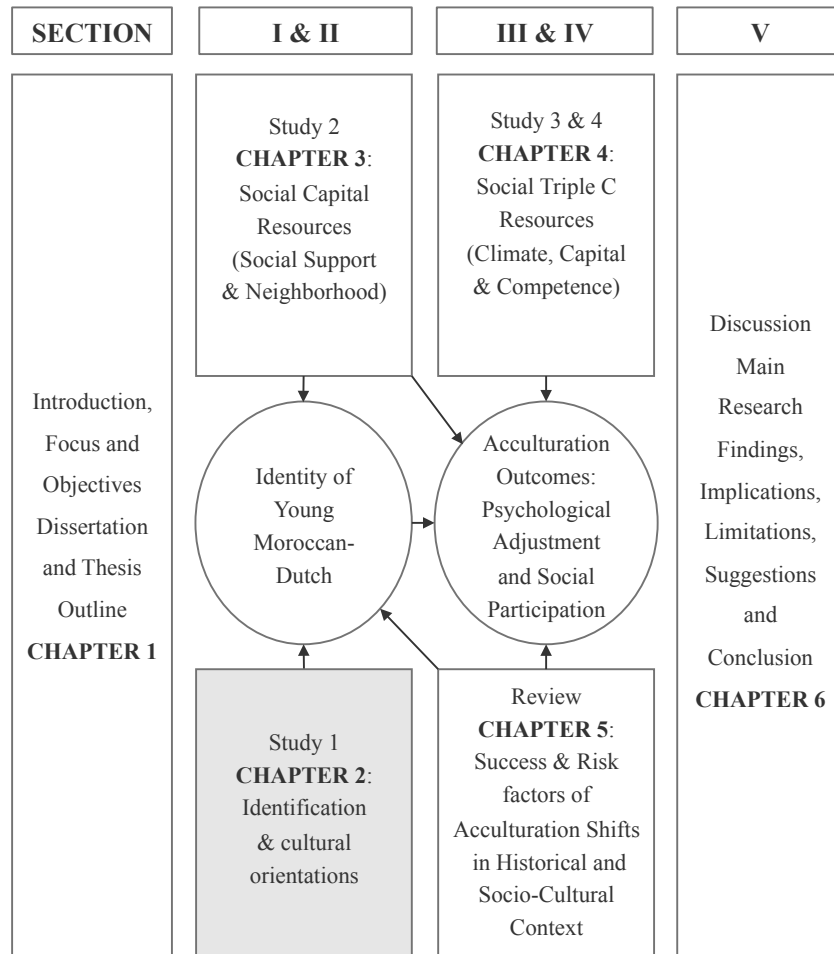 SECTION
I & II
III & IV
V
Introduction,
Focus and
Objectives
Dissertation
and Thesis
Outline
CHAPTER 1
Study 2
CHAPTER 3:
Social Capital
Resources
(Social Support
& Neighborhood)
Identity of
Young
Moroccan-
Dutch
Study 1
CHAPTER 2:
Identification
& cultural
orientations
Study 3 & 4
CHAPTER 4:
Social Triple C
Resources
(Climate, Capital
& Competence)
Acculturation
Outcomes:
Psychological
Adjustment
and Social
Participation
Review
CHAPTER 5:
Success & Risk
factors of
Acculturation Shifts
in Historical and
Socio-Cultural
Context
Discussion
Main
Research
Findings,
Implications,
Limitations,
Suggestions
and
Conclusion
CHAPTER 6